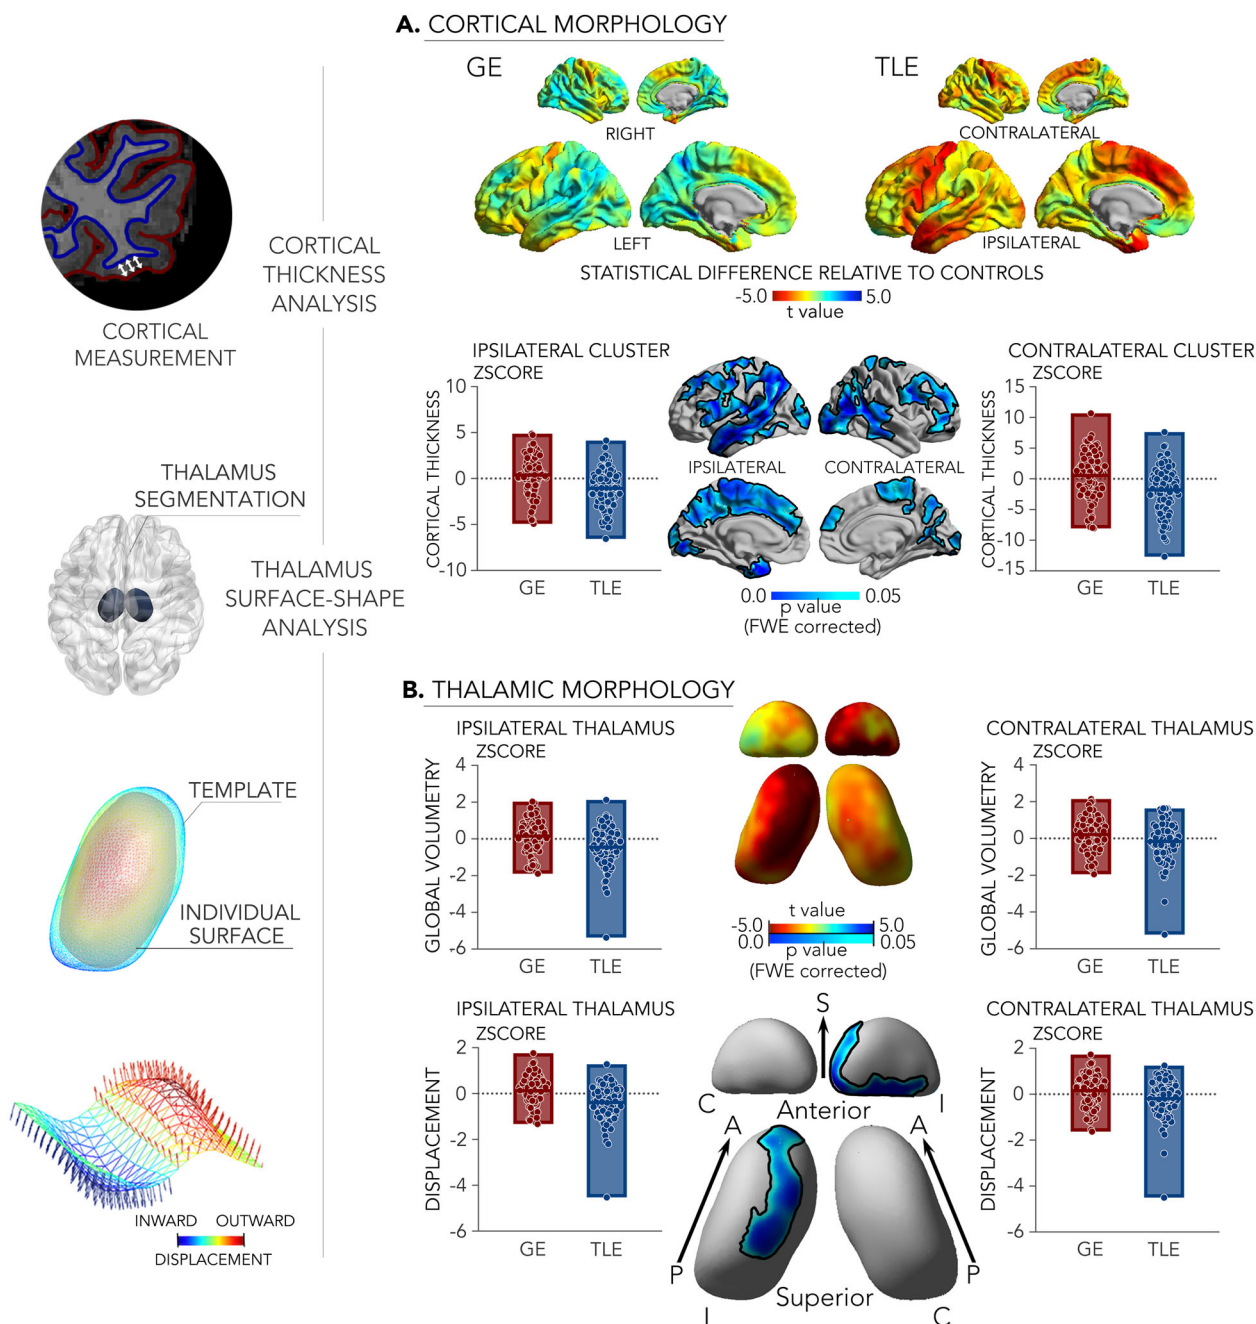 A. CORTICAL MORPHOLOGY
GE
TLE
RIGHT
CONTRALATERAL
LEFT
IPSILATERAL
STATISTICAL DIFFERENCE RELATIVE TO CONTROLS
-5.0 5.0
t value
CORTICAL
THICKNESS
ANALYSIS
CORTICAL
MEASUREMENT
IPSILATERAL CLUSTER
ZSCORE
CORTICAL THICKNESS
10
5
0
-5
-10
GE TLE
IPSILATERAL CONTRALATERAL
0.0 0.05
p value
(FWE corrected)
CONTRALATERAL CLUSTER
ZSCORE
CORTICAL THICKNESS
15
10
5
0
-5
-10
-15
GE TLE
THALAMUS
SEGMENTATION
THALAMUS
SURFACE-SHAPE
ANALYSIS
TEMPLATE
INDIVIDUAL
SURFACE
INWARD OUTWARD
DISPLACEMENT
B. THALAMIC MORPHOLOGY
IPSILATERAL THALAMUS
ZSCORE
GLOBAL VOLUMETRY
4
2
0
-2
-4
-6
GE TLE
t value
-5.0 5.0
0.0 0.05
p value
(FWE corrected)
CONTRALATERAL THALAMUS
ZSCORE
GLOBAL VOLUMETRY
4
2
0
-2
-4
-6
GE TLE
IPSILATERAL THALAMUS
ZSCORE
DISPLACEMENT
2
0
-2
-4
-6
GE TLE
S
C I
Anterior
A A
P P
Superior
I C
CONTRALATERAL THALAMUS
ZSCORE
DISPLACEMENT
2
0
-2
-4
-6
GE TLE